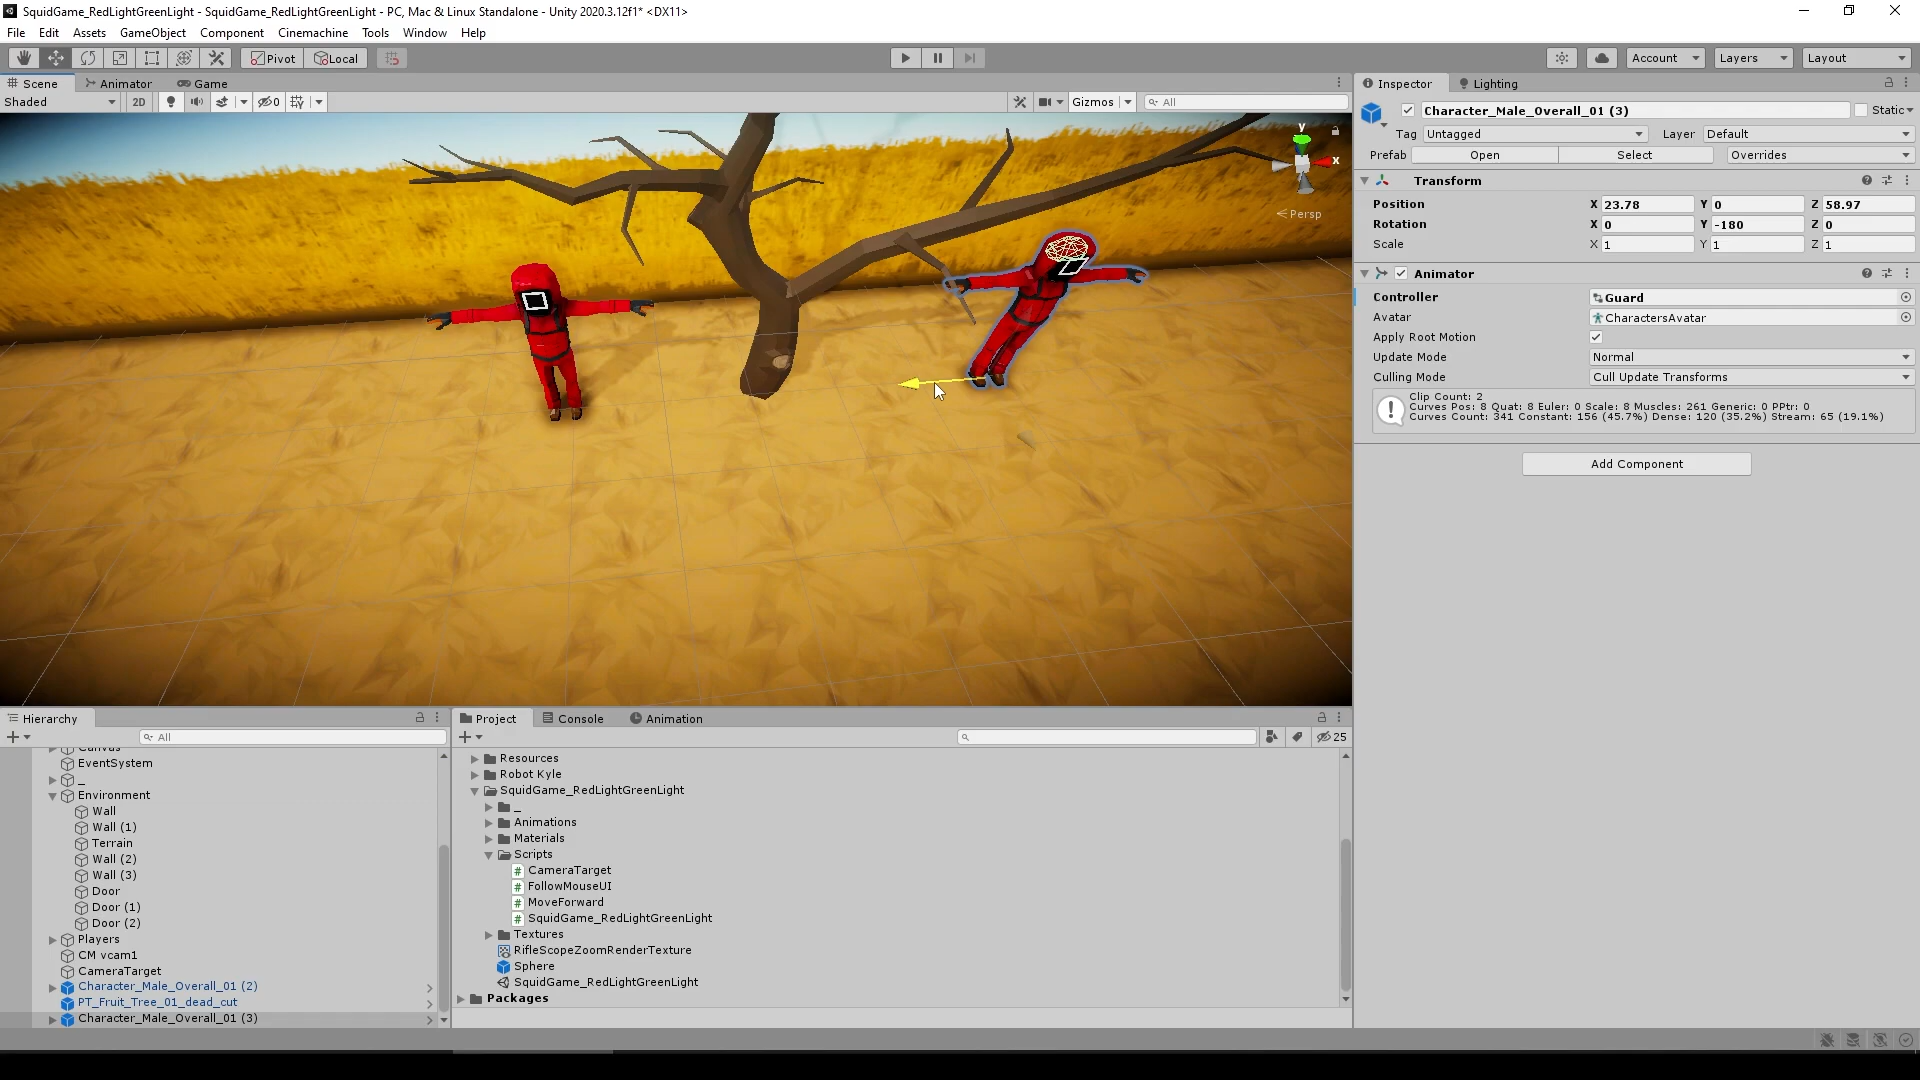 SquidGame_RedLightGreenLight - SquidGame_RedLightGreenLight - PC, Mac & Linux Standalone - Unity 2020.3.12f1* <DX11>
File Edit Assets GameObject Component Cinemachine Tools Window Help
Pivot Local Account Layers Layout
Scene Animator Game
Shaded 2D 0 Gizmos All
y
x
Persp
Inspector Lighting
Character_Male_Overall_01 (3) Static
Tag Untagged Layer Default
Prefab Open Select Overrides
Transform
Position X 23.78 Y 0 Z 58.97
Rotation X 0 Y -180 Z 0
Scale X 1 Y 1 Z 1
Animator
Controller Guard
Avatar CharactersAvatar
Apply Root Motion
Update Mode Normal
Culling Mode Cull Update Transforms
Clip Count: 2
Curves Pos: 8 Quat: 8 Euler: 0 Scale: 8 Muscles: 261 Generic: 0 PPtr: 0
Curves Count: 341 Constant: 156 (45.7%) Dense: 120 (35.2%) Stream: 65 (19.1%)
Add Component
Hierarchy
All
Canvas
EventSystem
_
Environment
Wall
Wall (1)
Terrain
Wall (2)
Wall (3)
Door
Door (1)
Door (2)
Players
CM vcam1
CameraTarget
Character_Male_Overall_01 (2)
PT_Fruit_Tree_01_dead_cut
Character_Male_Overall_01 (3)
Project Console Animation
25
Resources
Robot Kyle
SquidGame_RedLightGreenLight
_
Animations
Materials
Scripts
CameraTarget
FollowMouseUI
MoveForward
SquidGame_RedLightGreenLight
Textures
RifleScopeZoomRenderTexture
Sphere
SquidGame_RedLightGreenLight
Packages